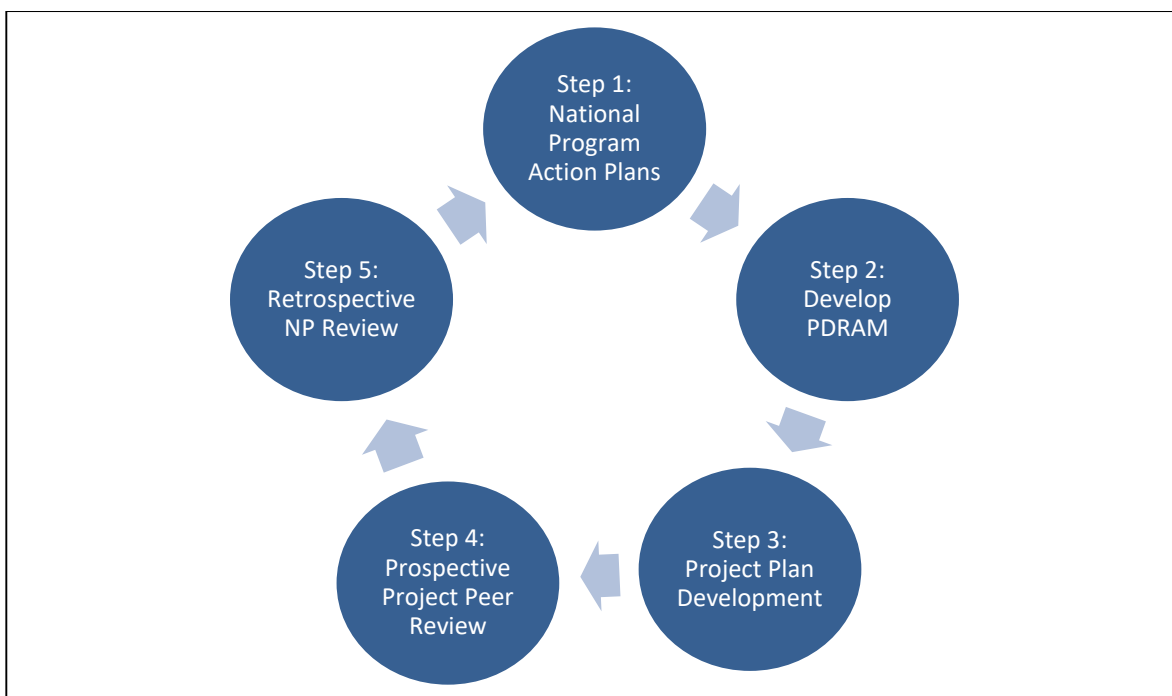 Step 1:
National
Program
Action Plans
Step 2:
Develop
PDRAM
Step 3:
Project Plan
Development
Step 4:
Prospective
Project Peer
Review
Step 5:
Retrospective
NP Review